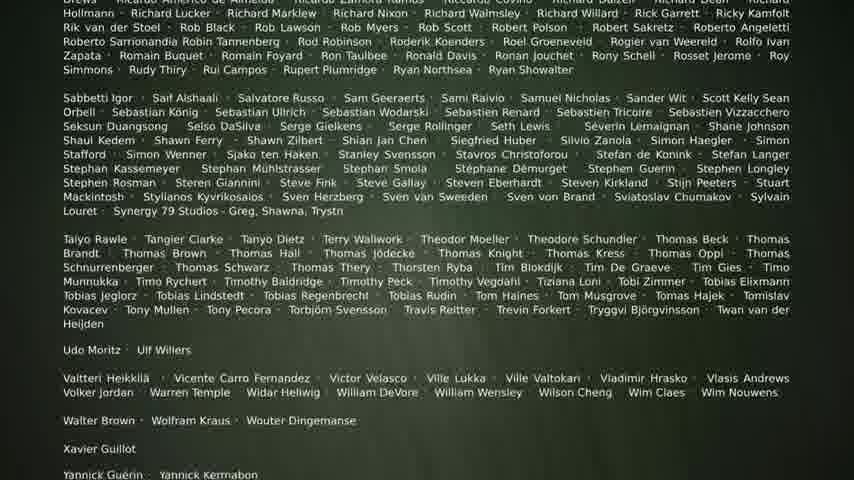 Richard Dalzell · Richard Dean · Richard
Hollmann · Richard Lucker · Richard Marklew · Richard Nixon · Richard Walmsley · Richard Willard · Rick Garrett · Ricky Kamfolt
Rik van der Stoel · Rob Black · Rob Lawson · Rob Myers · Rob Scott · Robert Polson · Robert Sakretz · Roberto Angeletti
Roberto Sarrionandia Robin Tannenberg · Rod Robinson · Roderik Koenders · Roel Groeneveld · Rogier van Weereld · Rolfo Ivan
Zapata · Romain Buquet · Romain Foyard · Ron Taulbee · Ronald Davis · Ronan Jouchet · Rony Schell · Rosset Jerome · Roy
Simmons · Rudy Thiry · Rui Campos · Rupert Plumridge · Ryan Northsea · Ryan Showalter
Sabbetti Igor · Saif Alshaali · Salvatore Russo · Sam Geeraerts · Sami Raivio · Samuel Nicholas · Sander Wit · Scott Kelly Sean
Orbell · Sebastian König · Sebastian Ullrich · Sebastian Wodarski · Sebastien Renard · Sebastien Tricoire · Sebastien Vizzacchero
Seksun Duangsong · Selso DaSilva · Serge Gielkens · Serge Rollinger · Seth Lewis · Séverin Lemaignan · Shane Johnson
Shaul Kedem · Shawn Ferry · Shawn Zilbert · Shian Jan Chen · Siegfried Huber · Silvio Zanola · Simon Haegler · Simon
Stafford · Simon Wenner · Sjako ten Haken · Stanley Svensson · Stavros Christoforou · Stefan de Konink · Stefan Langer
Stephan Kassemeyer · Stephan Mühlstrasser · Stephan Smola · Stéphane Démurget · Stephen Guerin · Stephen Longley
Stephen Rosman · Steren Giannini · Steve Fink · Steve Gallay · Steven Eberhardt · Steven Kirkland · Stijn Peeters · Stuart
Mackintosh · Stylianos Kyvrikosaios · Sven Herzberg · Sven van Sweeden · Sven von Brand · Sviatoslav Chumakov · Sylvain
Louret · Synergy 79 Studios - Greg, Shawna, Trystn
Taiyo Rawle · Tangier Clarke · Tanyo Dietz · Terry Wallwork · Theodor Moeller · Theodore Schundler · Thomas Beck · Thomas
Brandt · Thomas Brown · Thomas Hall · Thomas Jödecke · Thomas Knight · Thomas Kress · Thomas Oppl · Thomas
Schnurrenberger · Thomas Schwarz · Thomas Thery · Thorsten Ryba · Tim Blokdijk · Tim De Graeve · Tim Gies · Timo
Munnukka · Timo Rychert · Timothy Baldridge · Timothy Peck · Timothy Vegdahl · Tiziana Loni · Tobi Zimmer · Tobias Elixmann
Tobias Jeglorz · Tobias Lindstedt · Tobias Regenbrecht · Tobias Rudin · Tom Haines · Tom Musgrove · Tomas Hajek · Tomislav
Kovacev · Tony Mullen · Tony Pecora · Torbjörn Svensson · Travis Reitter · Trevin Forkert · Tryggvi Björgvinsson · Twan van der
Heijden
Udo Moritz · Ulf Willers
Valtteri Heikkilä · Vicente Carro Fernandez · Victor Velasco · Ville Lukka · Ville Valtokari · Vladimir Hrasko · Vlasis Andrews
Volker Jordan · Warren Temple · Widar Hellwig · William DeVore · William Wensley · Wilson Cheng · Wim Claes · Wim Nouwens
Walter Brown · Wolfram Kraus · Wouter Dingemanse
Xavier Guillot
Yannick Guérin · Yannick Kermabon